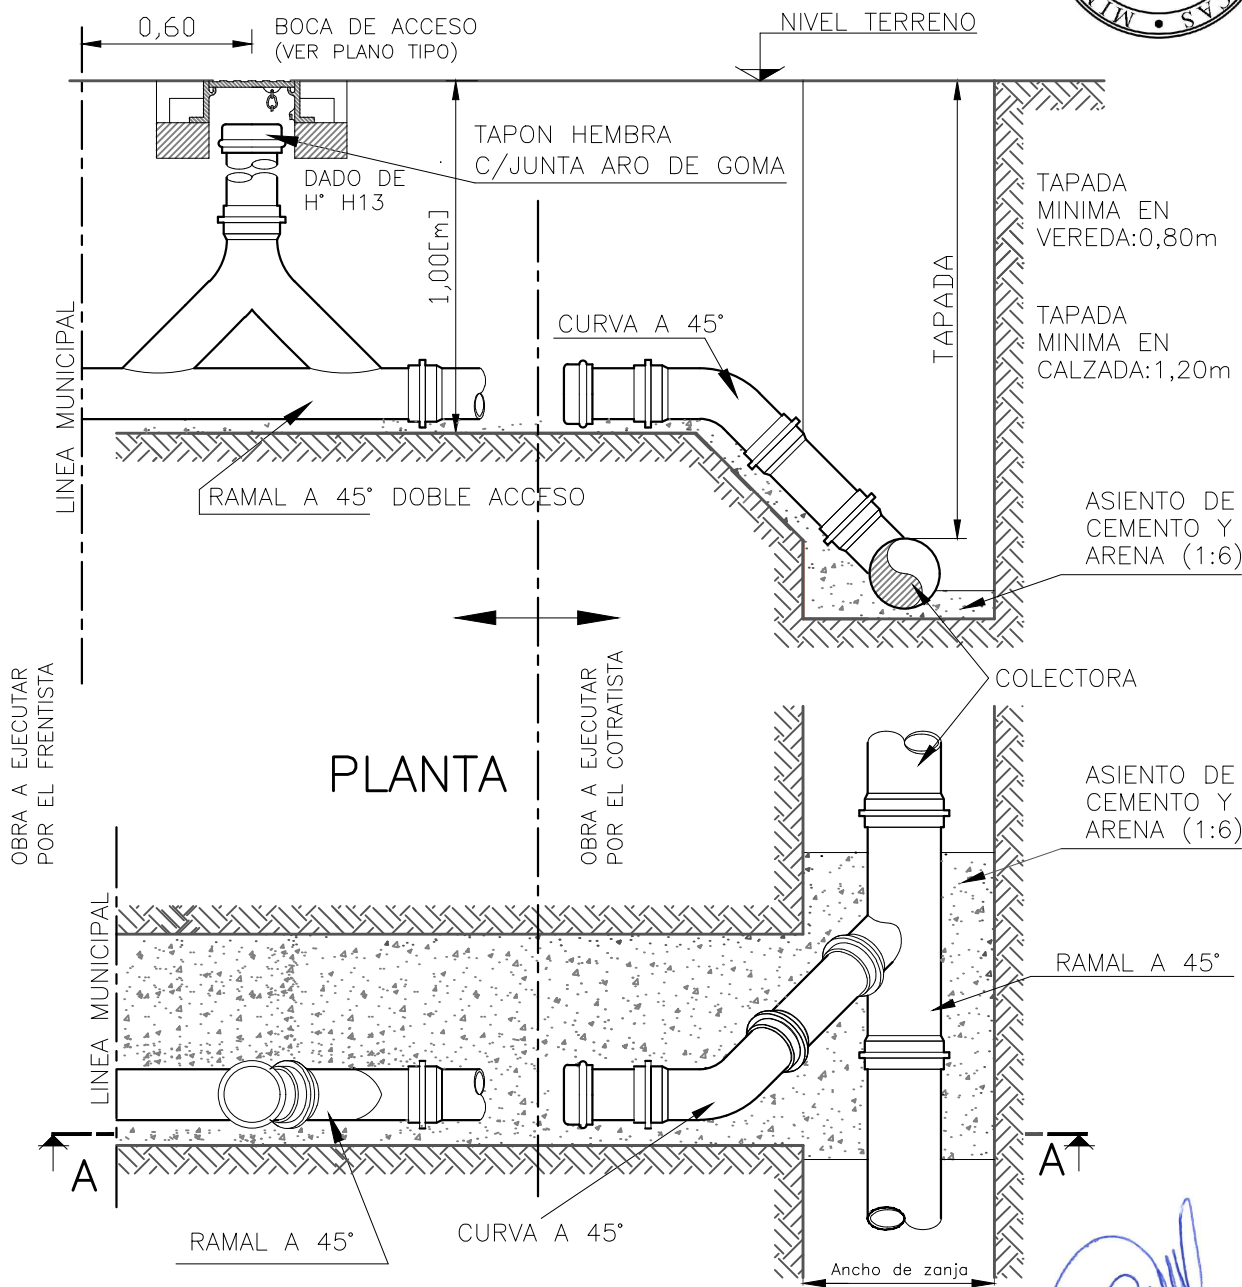 0,60
BOCA DE ACCESO
(VER PLANO TIPO)
NIVEL TERRENO
MI
CAS
TAPON HEMBRA
C/JUNTA ARO DE GOMA
DADO DE
H° H13
1,00[m]
TAPADA
TAPADA
MINIMA EN
VEREDA:0,80m
TAPADA
MINIMA EN
CALZADA:1,20m
CURVA A 45°
LINEA MUNICIPAL
RAMAL A 45° DOBLE ACCESO
ASIENTO DE
CEMENTO Y
ARENA (1:6)
COLECTORA
OBRA A EJECUTAR
POR EL FRENTISTA
OBRA A EJECUTAR
POR EL COTRATISTA
PLANTA
ASIENTO DE
CEMENTO Y
ARENA (1:6)
LINEA MUNICIPAL
RAMAL A 45°
A
A
RAMAL A 45°
CURVA A 45°
Ancho de zanja